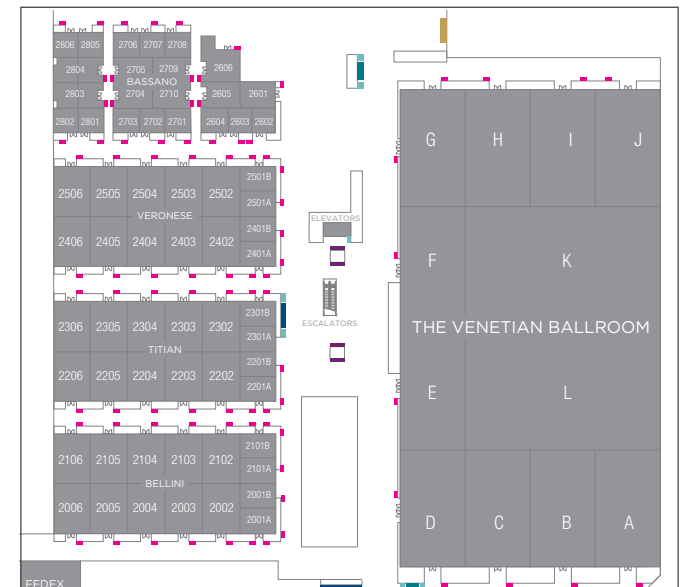 2806 2805 2706 2707 2708
2606
2804 2705 2709
BASSANO
2803 2704 2710 2605 2601
2802 2801 2703 2702 2701 2604 2603 2602
G H I J
2501B
2506 2505 2504 2503 2502
2501A
VERONESE
ELEVATORS
2401B
2406 2405 2404 2403 2402
2401A
F K
2301B
2306 2305 2304 2303 2302
ESCALATORS
THE VENETIAN BALLROOM
2301A
TITIAN
2201B
2206 2205 2204 2203 2202
2201A
E L
2101B
2106 2105 2104 2103 2102
2101A
BELLINI
2001B
2006 2005 2004 2003 2002
2001A
D C B A
FEDEX